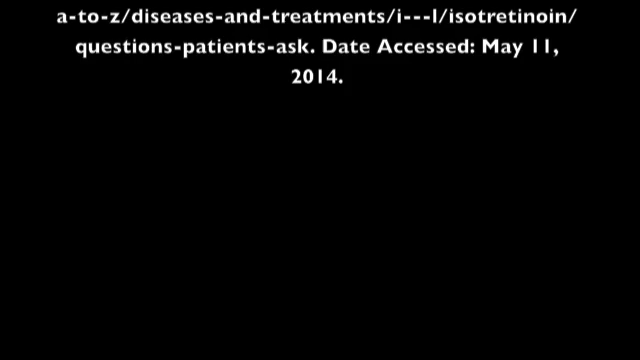 a-to-z/diseases-and-treatments/i---l/isotretinoin/
questions-patients-ask. Date Accessed: May 11,
2014.